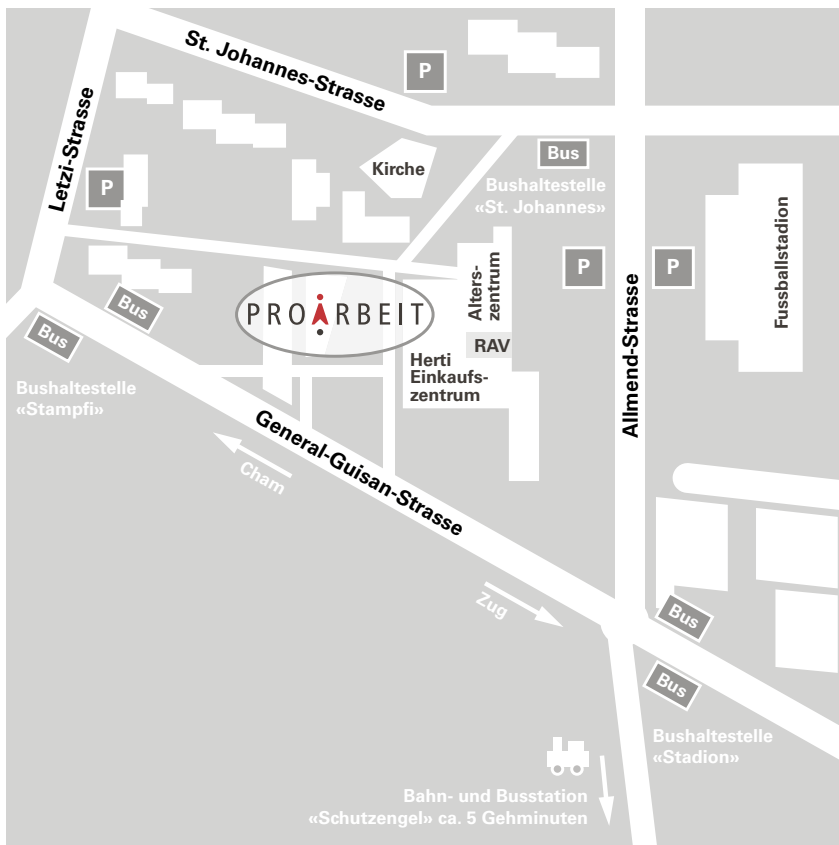 St. Johannes-Strasse
P
Letzi-Strasse
Kirche
Bus
Bushaltestelle
«St. Johannes»
P
P
P
Fussballstadion
Alters-
zentrum
Allmend-Strasse
Bus
Bus
PROARBEIT
RAV
Herti
Einkaufs-
zentrum
Bushaltestelle
«Stampfi»
General-Guisan-Strasse
Cham
Zug
Bus
Bus
Bushaltestelle
«Stadion»
Bahn- und Busstation
«Schutzengel» ca. 5 Gehminuten